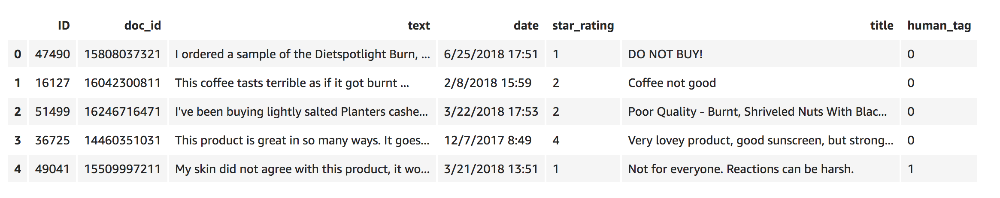 ID doc_id text date star_rating title human_tag
0 47490 15808037321 I ordered a sample of the Dietspotlight Burn, ... 6/25/2018 17:51 1 DO NOT BUY! 0
1 16127 16042300811 This coffee tasts terrible as if it got burnt ... 2/8/2018 15:59 2 Coffee not good 0
2 51499 16246716471 I've been buying lightly salted Planters cashe... 3/22/2018 17:53 2 Poor Quality - Burnt, Shriveled Nuts With Blac... 0
3 36725 14460351031 This product is great in so many ways. It goes... 12/7/2017 8:49 4 Very lovey product, good sunscreen, but strong... 0
4 49041 15509997211 My skin did not agree with this product, it wo... 3/21/2018 13:51 1 Not for everyone. Reactions can be harsh. 1